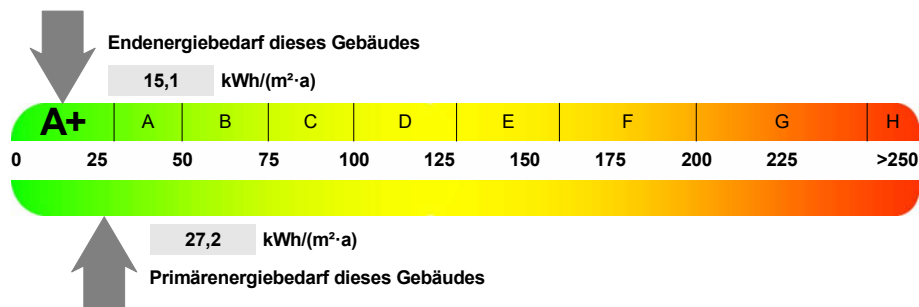 Endenergiebedarf dieses Gebäudes
15,1 kWh/(m²·a)
A+ A B C D E F G H
0 25 50 75 100 125 150 175 200 225 >250
27,2 kWh/(m²·a)
Primärenergiebedarf dieses Gebäudes